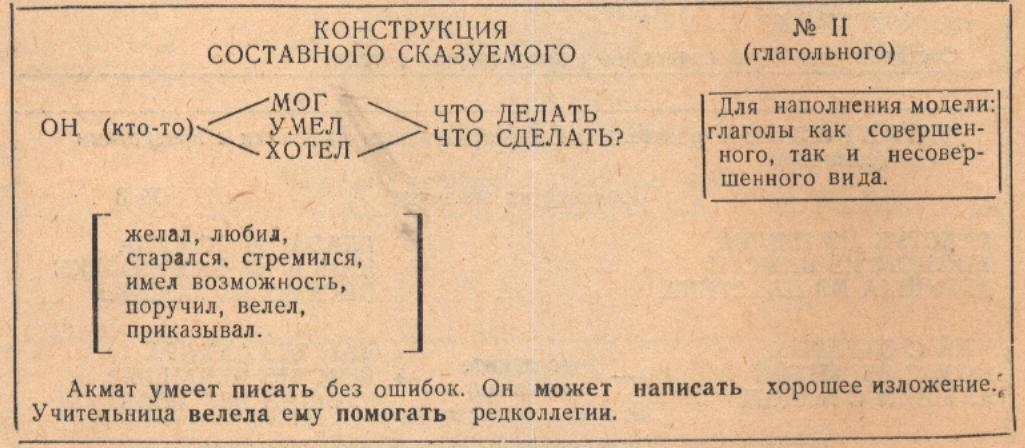 КОНСТРУКЦИЯ
СОСТАВНОГО СКАЗУЕМОГО
№ II
(глагольного)
ОН (кто-то)
МОГ
УМЕЛ
ХОТЕЛ
ЧТО ДЕЛАТЬ
ЧТО СДЕЛАТЬ?
Для наполнения модели:
глаголы как совершен-
ного, так и несовер-
шенного вида.
желал, любил,
старался, стремился,
имел возможность,
поручил, велел,
приказывал.
Акмат умеет писать без ошибок. Он может написать хорошее изложение.
Учительница велела ему помогать редколлегии.